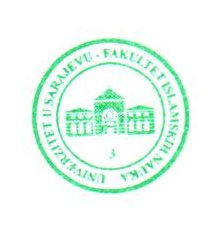 UNIVERZITET U SARAJEVU - FAKULTET ISLAMSKIH NAUKA
3